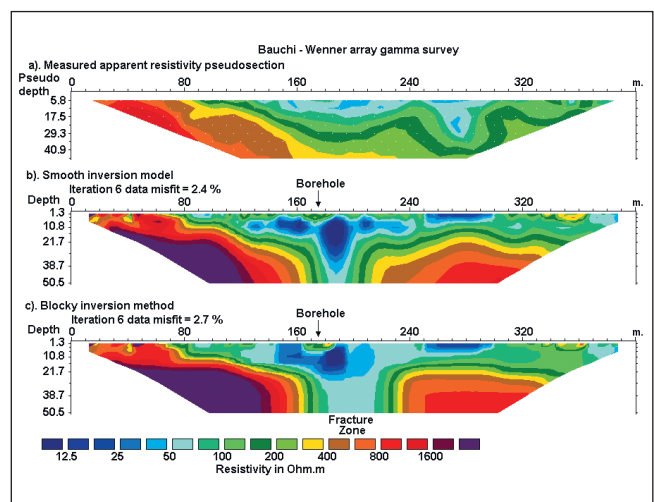 Bauchi - Wenner array gamma survey
a). Measured apparent resistivity pseudosection
Pseudo depth
0 80 160 240 320 m.
5.8
17.5
29.3
40.9
b). Smooth inversion model
Iteration 6 data misfit = 2.4 %
Borehole
Depth 0 80 160 240 320 m.
1.3
10.8
21.7
38.7
50.5
c). Blocky inversion method
Iteration 6 data misfit = 2.7 %
Borehole
Depth 0 80 160 240 320 m.
1.3
10.8
21.7
38.7
50.5
Fracture
Zone
12.5 25 50 100 200 400 800 1600
Resistivity in Ohm.m